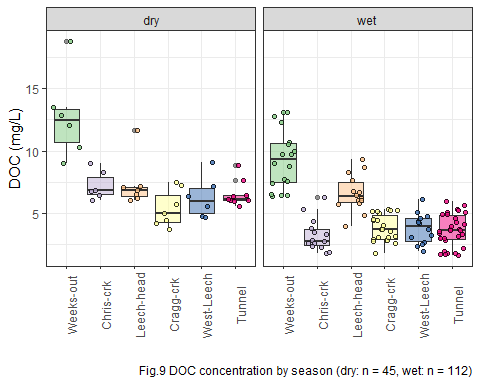 dry
wet
DOC (mg/L)
15
10
5
Weeks-out
Chris-crk
Leech-head
Cragg-crk
West-Leech
Tunnel
Weeks-out
Chris-crk
Leech-head
Cragg-crk
West-Leech
Tunnel
Fig.9 DOC concentration by season (dry: n = 45, wet: n = 112)